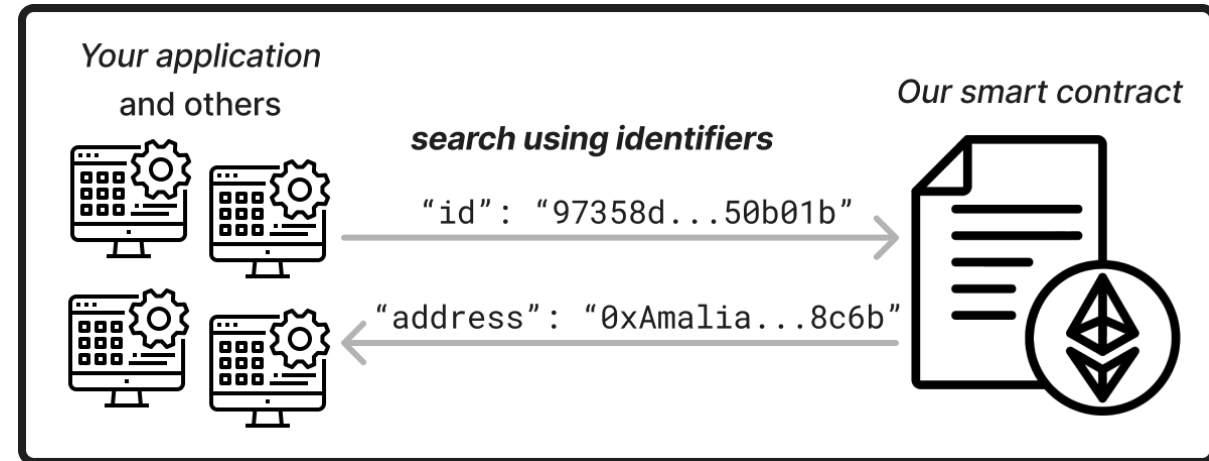 Your application
and others
search using identifiers
“id”: “97358d...50b01b”
“address”: “0xAmalia...8c6b”
Our smart contract